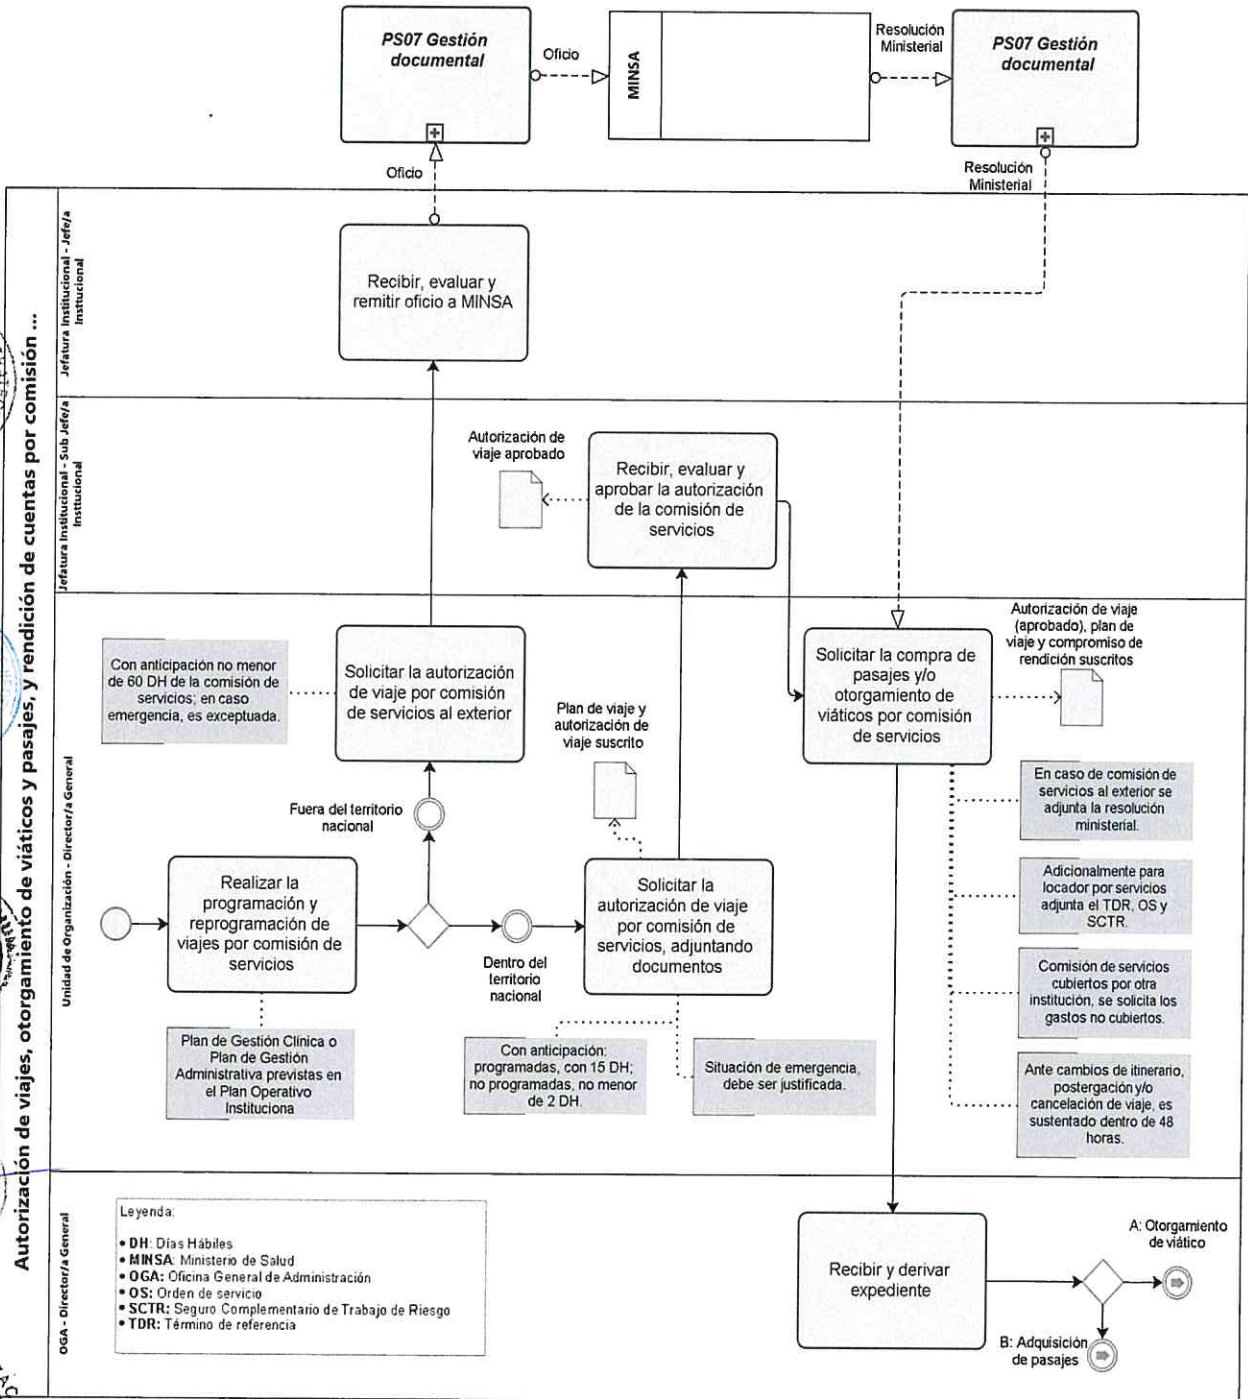 PS07 Gestión
documental
Oficio
MINSA
Resolución
Ministerial
PS07 Gestión
documental
Oficio
Resolución
Ministerial
Autorización de viajes, otorgamiento de viáticos y pasajes, y rendición de cuentas por comisión ...
Jefatura Institucional - Jefe/a
Insttucional
Recibir, evaluar y
remitir oficio a MINSA
Jefatura Institucional - Sub Jefe/a
Insttucional
Autorización de
viaje aprobado
Recibir, evaluar y
aprobar la autorización
de la comisión de
servicios
Unidad de Organización - Director/a General
Con anticipación no menor
de 60 DH de la comisión de
servicios; en caso
emergencia, es exceptuada.
Solicitar la autorización
de viaje por comisión
de servicios al exterior
Plan de viaje y
autorización de
viaje suscrito
Solicitar la compra de
pasajes y/o
otorgamiento de
viáticos por comisión
de servicios
Autorización de viaje
(aprobado), plan de
viaje y compromiso de
rendición suscritos
Fuera del territorio
nacional
En caso de comisión de
servicios al exterior se
adjunta la resolución
ministerial.
Realizar la
programación y
reprogramación de
viajes por comisión de
servicios
Dentro del
territorio
nacional
Solicitar la
autorización de viaje
por comisión de
servicios, adjuntando
documentos
Adicionalmente para
locador por servicios
adjunta el TDR, OS y
SCTR.
Comisión de servicios
cubiertos por otra
institución, se solicita los
gastos no cubiertos.
Plan de Gestión Clínica o
Plan de Gestión
Administrativa previstas en
el Plan Operativo
Instituciona
Con anticipación:
programadas, con 15 DH;
no programadas, no menor
de 2 DH.
Situación de emergencia,
debe ser justificada.
Ante cambios de itinerario,
postergación y/o
cancelación de viaje, es
sustentado dentro de 48
horas.
OGA - Director/a General
Leyenda:
• DH: Días Hábiles
• MINSA: Ministerio de Salud
• OGA: Oficina General de Administración
• OS: Orden de servicio
• SCTR: Seguro Complementario de Trabajo de Riesgo
• TDR: Término de referencia
Recibir y derivar
expediente
A: Otorgamiento
de viático
B: Adquisición
de pasajes